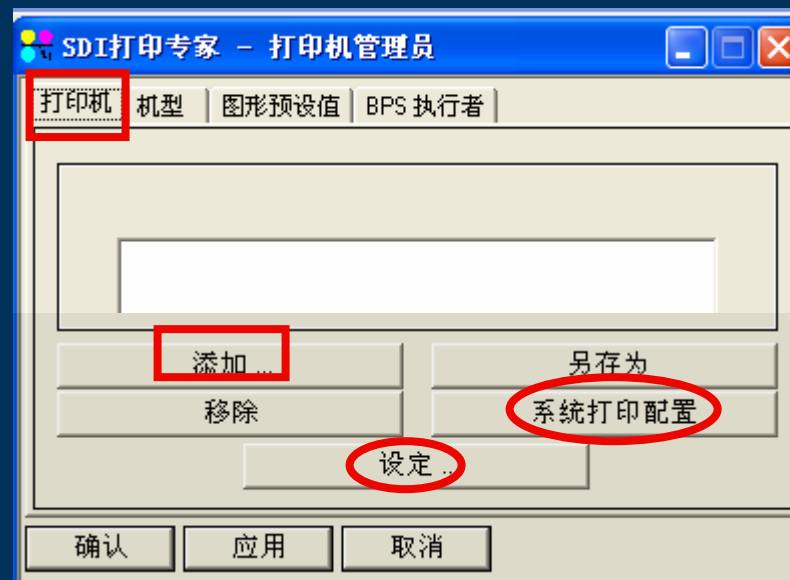 SDI打印专家 - 打印机管理员
打印机 机型 图形预设值 BPS 执行者
添加 ... 另存为
移除 系统打印配置
设定 ..
确认 应用 取消